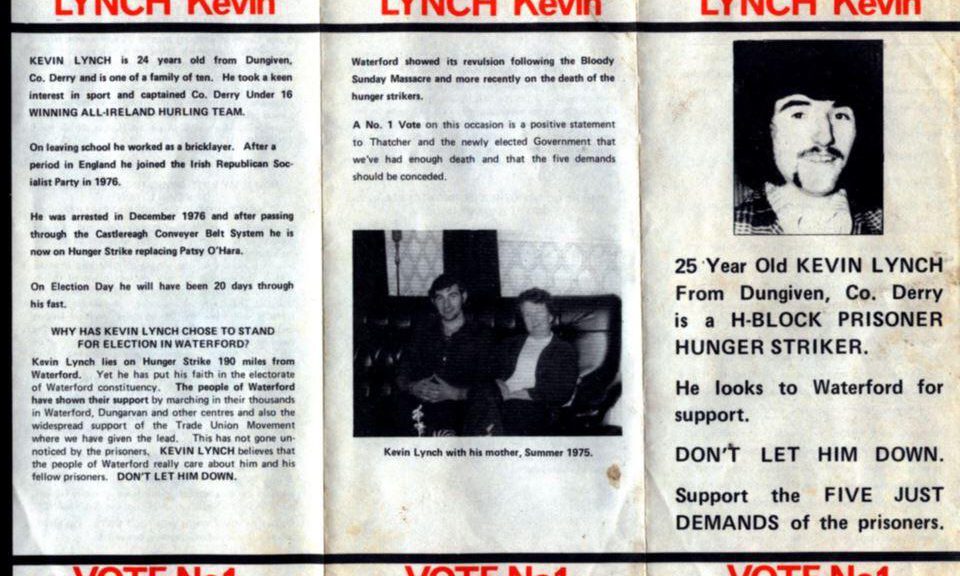 LYNCH Kevin
KEVIN LYNCH is 24 years old from Dungiven,
Co. Derry and is one of a family of ten. He took a keen
interest in sport and captained Co. Derry Under 16
WINNING ALL-IRELAND HURLING TEAM.
On leaving school he worked as a bricklayer. After a
period in England he joined the Irish Republican Soc-
ialist Party in 1976.
He was arrested in December 1976 and after passing
through the Castlereagh Conveyer Belt System he is
now on Hunger Strike replacing Patsy O'Hara.
On Election Day he will have been 20 days through
his fast.
WHY HAS KEVIN LYNCH CHOSE TO STAND
FOR ELECTION IN WATERFORD?
Kevin Lynch lies on Hunger Strike 190 miles from
Waterford. Yet he has put his faith in the electorate
of Waterford constituency. The people of Waterford
have shown their support by marching in their thousands
in Waterford, Dungarvan and other centres and also the
widespread support of the Trade Union Movement
where we have given the lead. This has not gone un-
noticed by the prisoners. KEVIN LYNCH believes that
the people of Waterford really care about him and his
fellow prisoners. DON'T LET HIM DOWN.
VOTE No1
LYNCH Kevin
Waterford showed its revulsion following the Bloody
Sunday Massacre and more recently on the death of the
hunger strikers.
A No. 1 Vote on this occasion is a positive statement
to Thatcher and the newly elected Government that
we've had enough death and that the five demands
should be conceded.
Kevin Lynch with his mother, Summer 1975.
VOTE No1
LYNCH Kevin
25 Year Old KEVIN LYNCH
From Dungiven, Co. Derry
is a H-BLOCK PRISONER
HUNGER STRIKER.
He looks to Waterford for
support.
DON'T LET HIM DOWN.
Support the FIVE JUST
DEMANDS of the prisoners.
VOTE No1